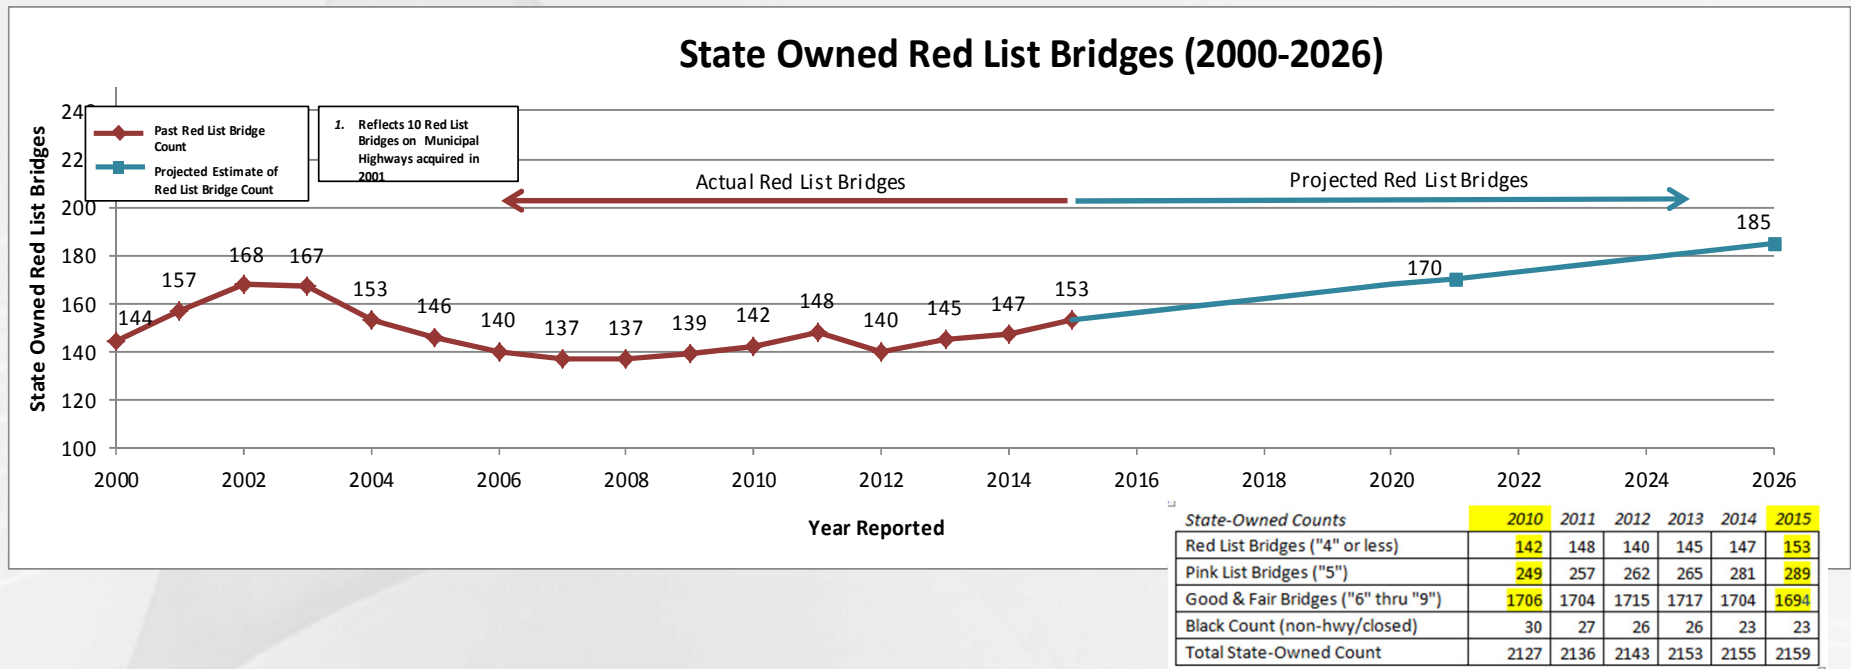 State Owned Red List Bridges (2000-2026)
State Owned Red List Bridges
Past Red List Bridge
Count
Projected Estimate of
Red List Bridge Count
1. Reflects 10 Red List
Bridges on Municipal
Highways acquired in
2001
Actual Red List Bridges
Projected Red List Bridges
24
22
200
180
160
140
120
100
144 157 168 167 153 146 140 137 137 139 142 148 140 145 147 153 170 185
2000 2002 2004 2006 2008 2010 2012 2014 2016 2018 2020 2022 2024 2026
Year Reported
State-Owned Counts 2010 2011 2012 2013 2014 2015
Red List Bridges ("4" or less) 142 148 140 145 147 153
Pink List Bridges ("5") 249 257 262 265 281 289
Good & Fair Bridges ("6" thru "9") 1706 1704 1715 1717 1704 1694
Black Count (non-hwy/closed) 30 27 26 26 23 23
Total State-Owned Count 2127 2136 2143 2153 2155 2159